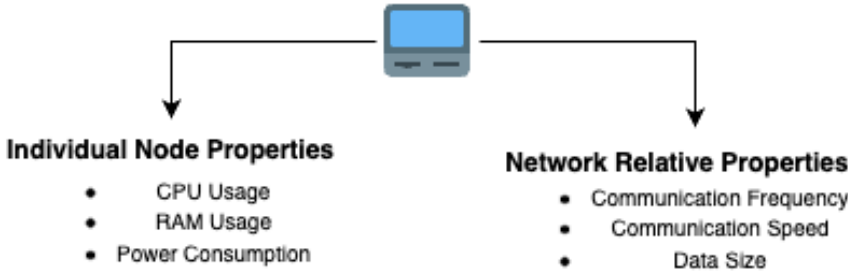 Individual Node Properties
• CPU Usage
• RAM Usage
• Power Consumption
Network Relative Properties
• Communication Frequency
• Communication Speed
• Data Size